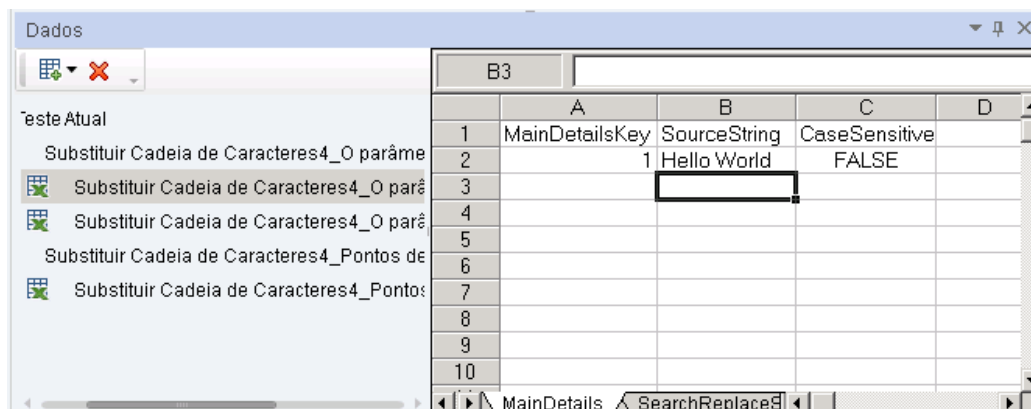 Dados
Teste Atual
Substituir Cadeia de Caracteres4_O parâme
Substituir Cadeia de Caracteres4_O parâ
Substituir Cadeia de Caracteres4_O parâ
Substituir Cadeia de Caracteres4_Pontos de
Substituir Cadeia de Caracteres4_Pontos
B3
A B C D
1 MainDetailsKey SourceString CaseSensitive
2 1 Hello World FALSE
3
4
5
6
7
8
9
10
MainDetails SearchReplaceS